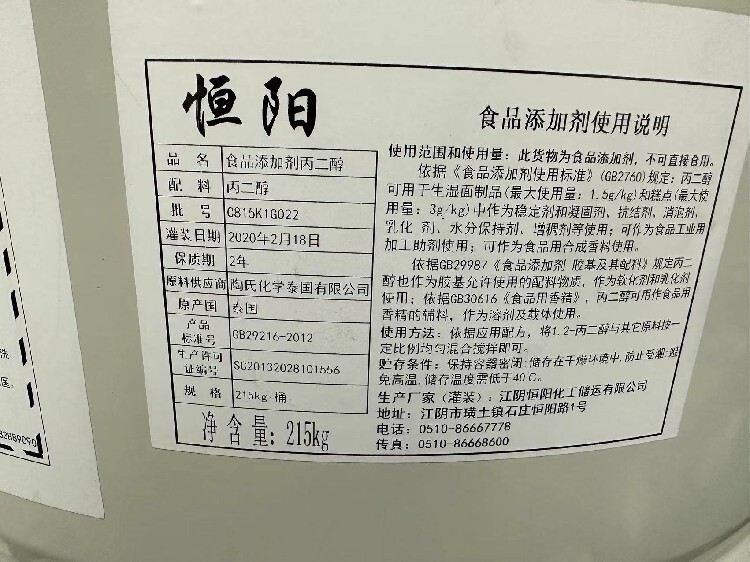 恒阳
品 名 食品添加剂丙二醇
配 料 丙二醇
批 号 C815K1G022
灌装日期 2020年2月18日
保质期 2年
原料供应商 陶氏化学泰国有限公司
原产国 泰国
产品标准号 GB29216-2012
生产许可证编号 SC20132028101556
规 格 215kg/桶
净 含 量: 215kg
食品添加剂使用说明
使用范围和使用量: 此货物为食品添加剂, 不可直接食用。
依据《食品添加剂使用标准》(GB2760)规定: 丙二醇
可用于生湿面制品(最大使用量: 1.5g/kg)和糕点(最大使
用量: 3g/kg)中作为稳定剂和凝固剂、抗结剂、消泡剂、
乳化 剂、水分保持剂、增稠剂等使用; 可作为食品工业用
加工助剂使用; 可作为食品用合成香料使用。
依据GB29987《食品添加剂 胶基及其配料》规定丙二
醇也作为胶基允许使用的配料物质, 作为软化剂和乳化剂
使用; 依据GB30616《食品用香精》, 丙二醇可用作食品用
香精的辅料, 作为溶剂及载体使用。
使用方法: 依据应用配方, 将1.2-丙二醇与其它原料按一
定比例均匀混合搅拌即可。
贮存条件: 保持容器密闭,储存在干燥环境中,防止受潮,避
免高温,储存温度需低于40℃。
生产厂家(灌装): 江阴恒阳化工储运有限公司
地址: 江阴市璜土镇石庄恒阳路1号
电话: 0510-86667778
传真: 0510-86668600